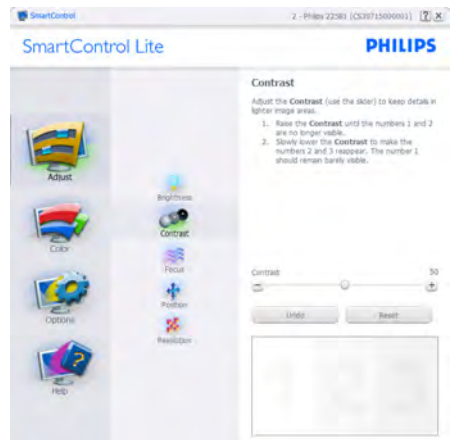 SmartControl
2 - Philips 225B1 (CS30715000001)
SmartControl Lite
PHILIPS
Contrast
Adjust the Contrast (use the slider) to keep details in
lighter image areas.
1. Raise the Contrast until the numbers 1 and 2
are no longer visible.
2. Slowly lower the Contrast to make the
numbers 2 and 3 reappear. The number 1
should remain barely visible.
Adjust
Color
Options
Help
Brightness
Contrast
Focus
Position
Resolution
Contrast 50
Undo Reset
1 2 3